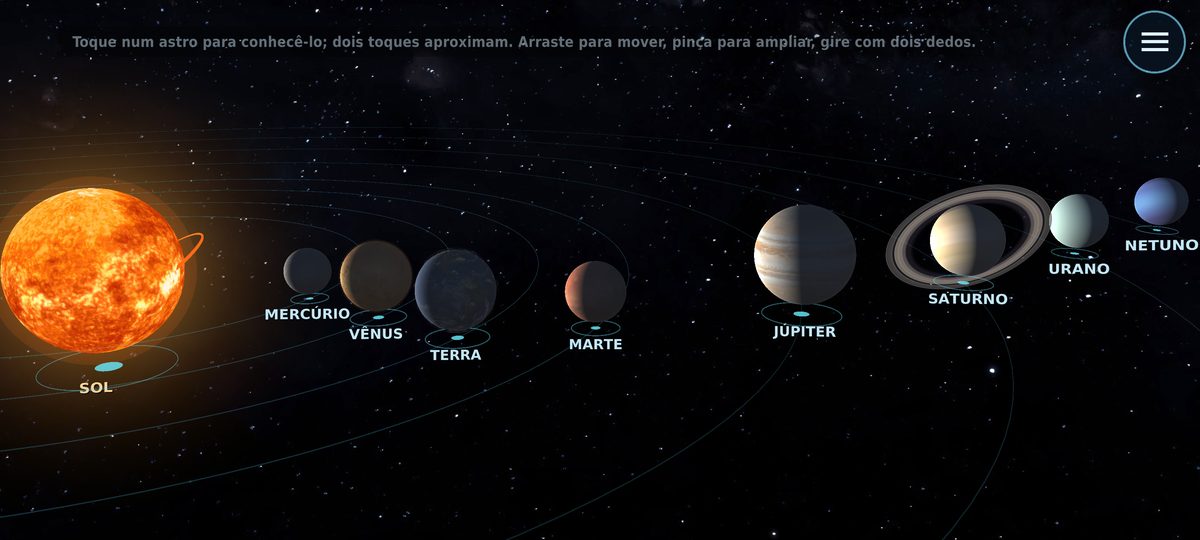 Toque num astro para conhecê-lo; dois toques aproximam. Arraste para mover, pinça para ampliar, gire com dois dedos.
SOL
MERCÚRIO
VÊNUS
TERRA
MARTE
JÚPITER
SATURNO
URANO
NETUNO